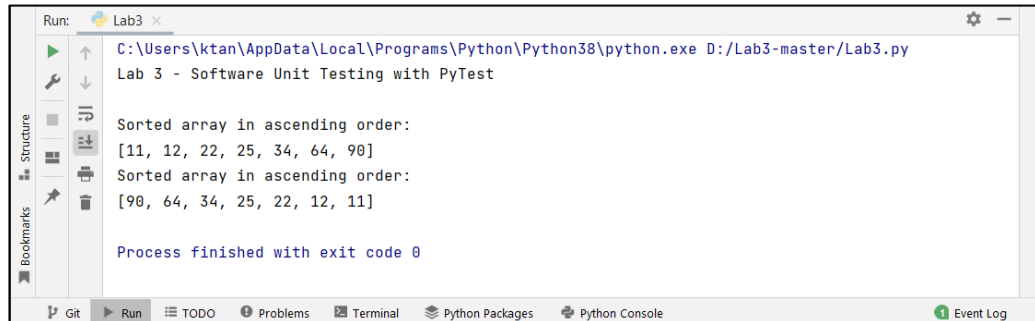 Run: Lab3
C:\Users\ktan\AppData\Local\Programs\Python\Python38\python.exe D:/Lab3-master/Lab3.py
Lab 3 - Software Unit Testing with PyTest
Sorted array in ascending order:
[11, 12, 22, 25, 34, 64, 90]
Sorted array in ascending order:
[90, 64, 34, 25, 22, 12, 11]
Process finished with exit code 0
Structure
Bookmarks
Git Run TODO Problems Terminal Python Packages Python Console 1 Event Log